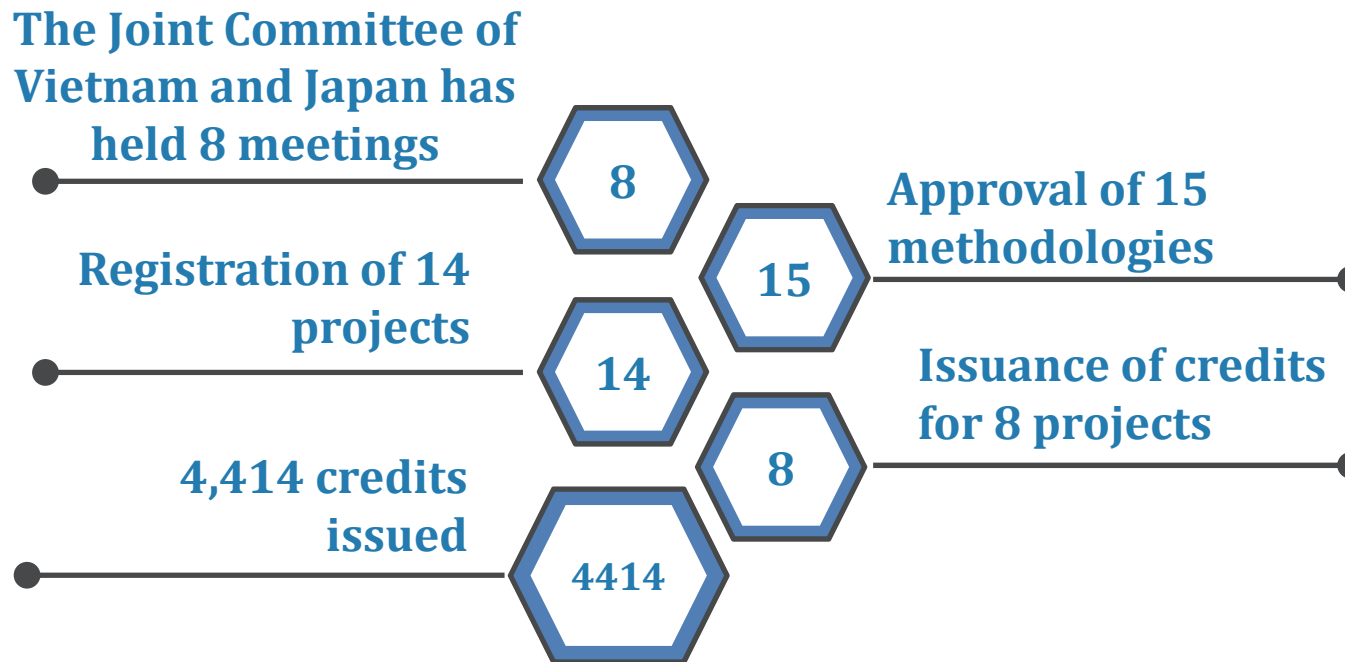 The Joint Committee of
Vietnam and Japan has
held 8 meetings
8
Approval of 15
methodologies
15
Registration of 14
projects
14
Issuance of credits
for 8 projects
8
4,414 credits
issued
4414